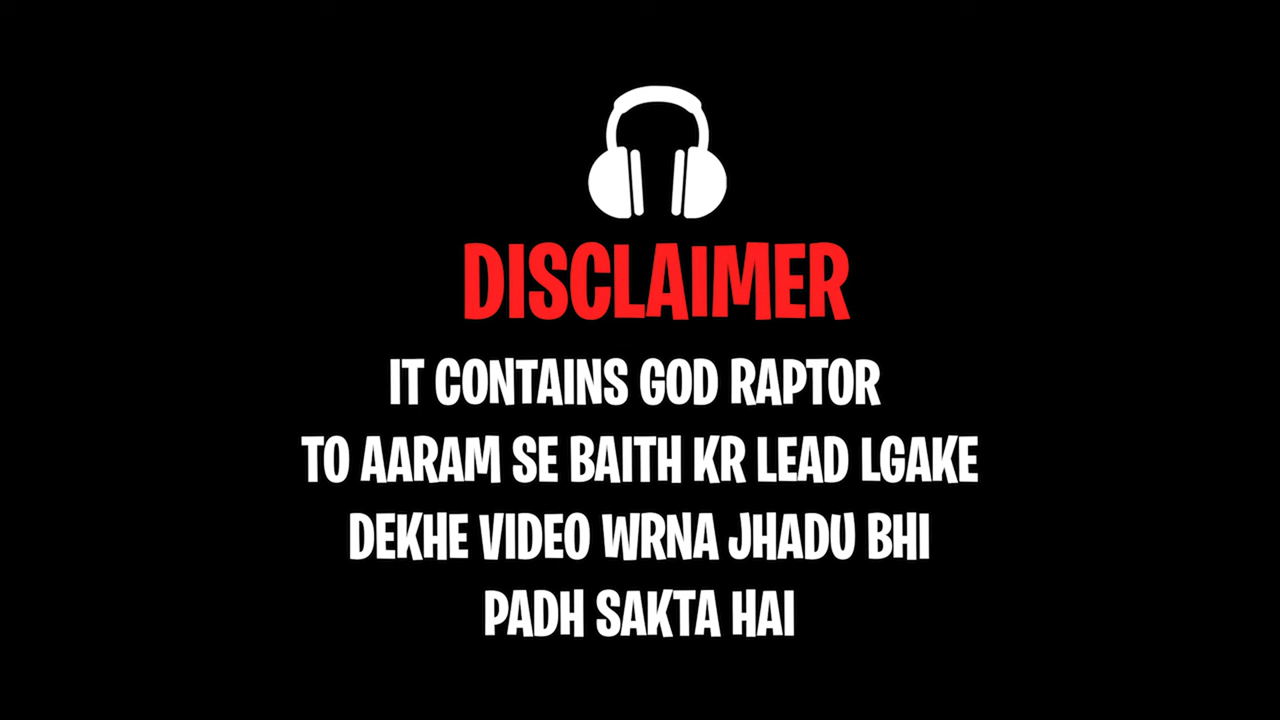 DISCLAIMER
IT CONTAINS GOD RAPTOR
TO AARAM SE BAITH KR LEAD LGAKE
DEKHE VIDEO WRNA JHADU BHI
PADH SAKTA HAI